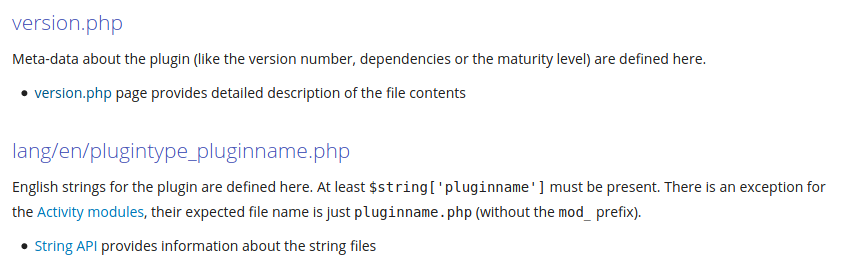 version.php
Meta-data about the plugin (like the version number, dependencies or the maturity level) are defined here.
• version.php page provides detailed description of the file contents
lang/en/plugintype_pluginname.php
English strings for the plugin are defined here. At least $string['pluginname'] must be present. There is an exception for
the Activity modules, their expected file name is just pluginname.php (without the mod_ prefix).
• String API provides information about the string files